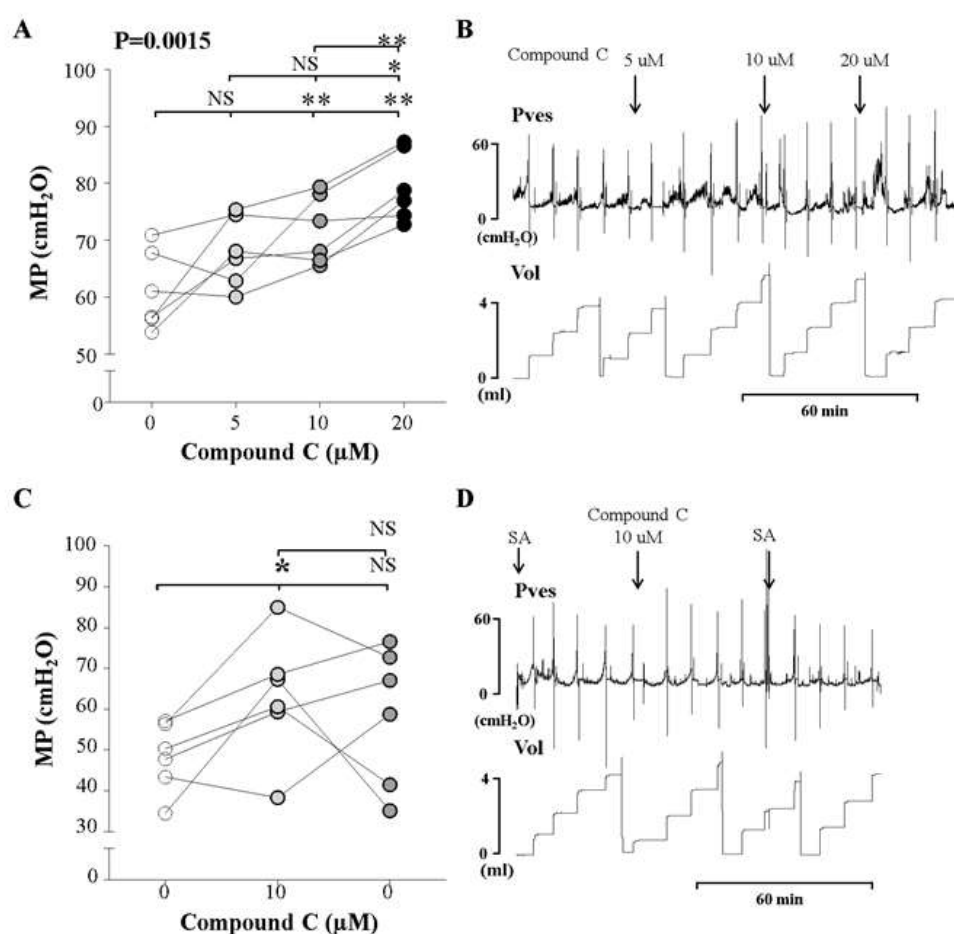 A
P=0.0015
**
NS
*
NS
**
**
100
90
80
70
60
50
0
MP (cmH₂O)
0
5
10
20
Compound C (μM)
B
Compound C
5 uM
10 uM
20 uM
Pves
60
0
(cmH₂O)
Vol
4
0
(ml)
60 min
C
NS
NS
*
100
90
80
70
60
50
40
30
0
MP (cmH₂O)
0
10
0
Compound C (μM)
D
SA
Compound C
10 uM
SA
Pves
60
0
(cmH₂O)
Vol
4
0
(ml)
60 min